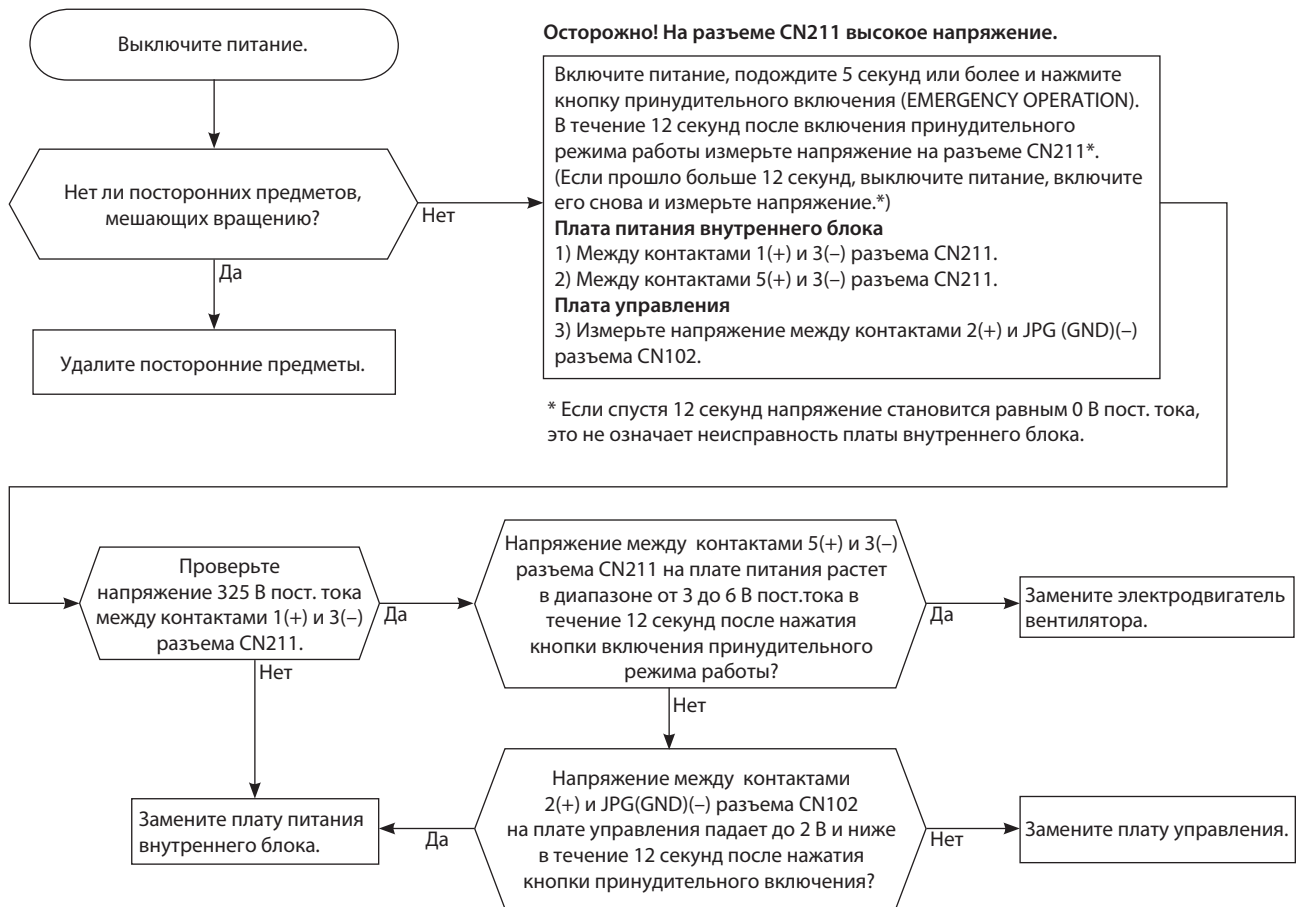 Выключите питание.
Нет ли посторонних предметов,
мешающих вращению?
Нет
Да
Удалите посторонние предметы.
Осторожно! На разъеме CN211 высокое напряжение.
Включите питание, подождите 5 секунд или более и нажмите
кнопку принудительного включения (EMERGENCY OPERATION).
В течение 12 секунд после включения принудительного
режима работы измерьте напряжение на разъеме CN211*.
(Если прошло больше 12 секунд, выключите питание, включите
его снова и измерьте напряжение.*)
Плата питания внутреннего блока
1) Между контактами 1(+) и 3(–) разъема CN211.
2) Между контактами 5(+) и 3(–) разъема CN211.
Плата управления
3) Измерьте напряжение между контактами 2(+) и JPG (GND)(–)
разъема CN102.
* Если спустя 12 секунд напряжение становится равным 0 В пост. тока,
это не означает неисправность платы внутреннего блока.
Проверьте
напряжение 325 В пост. тока
между контактами 1(+) и 3(–)
разъема CN211.
Да
Нет
Напряжение между контактами 5(+) и 3(–)
разъема CN211 на плате питания растет
в диапазоне от 3 до 6 В пост.тока в
течение 12 секунд после нажатия
кнопки включения принудительного
режима работы?
Да
Замените электродвигатель
вентилятора.
Нет
Напряжение между контактами
2(+) и JPG(GND)(–) разъема CN102
на плате управления падает до 2 В и ниже
в течение 12 секунд после нажатия
кнопки принудительного включения?
Да
Замените плату питания
внутреннего блока.
Нет
Замените плату управления.